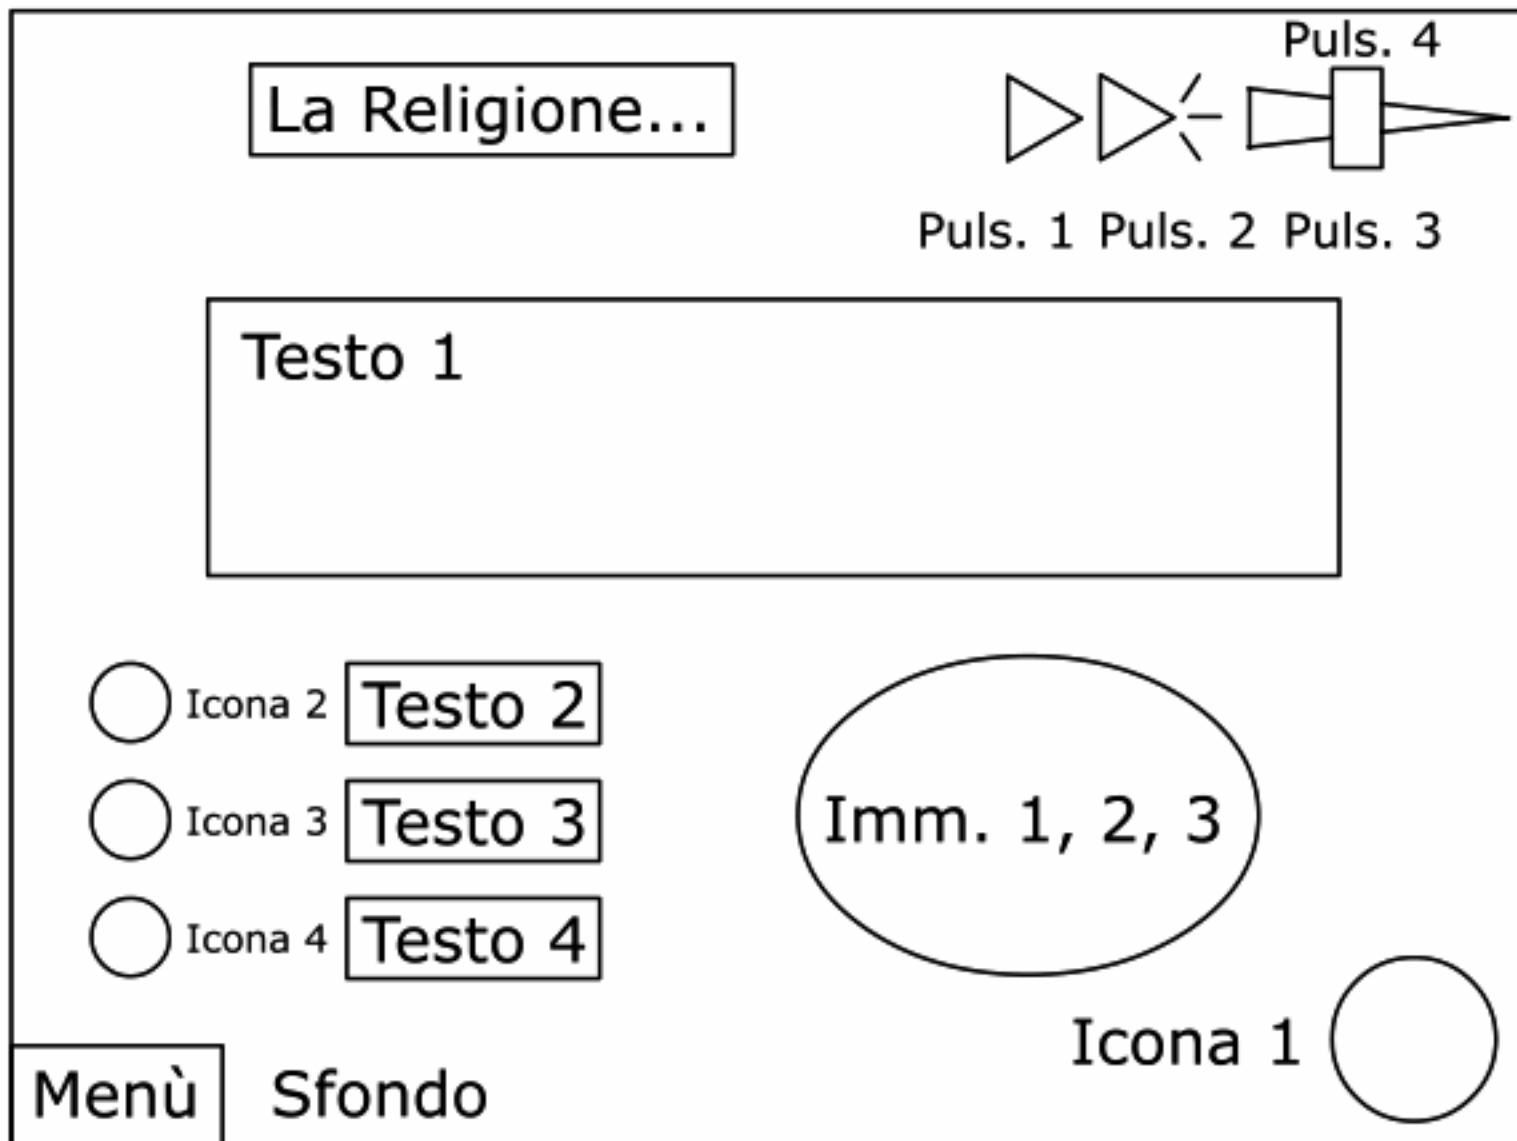 Puls. 4
La Religione...
Puls. 1 Puls. 2 Puls. 3
Testo 1
Icona 2 Testo 2
Icona 3 Testo 3
Icona 4 Testo 4
Imm. 1, 2, 3
Icona 1
Menù Sfondo